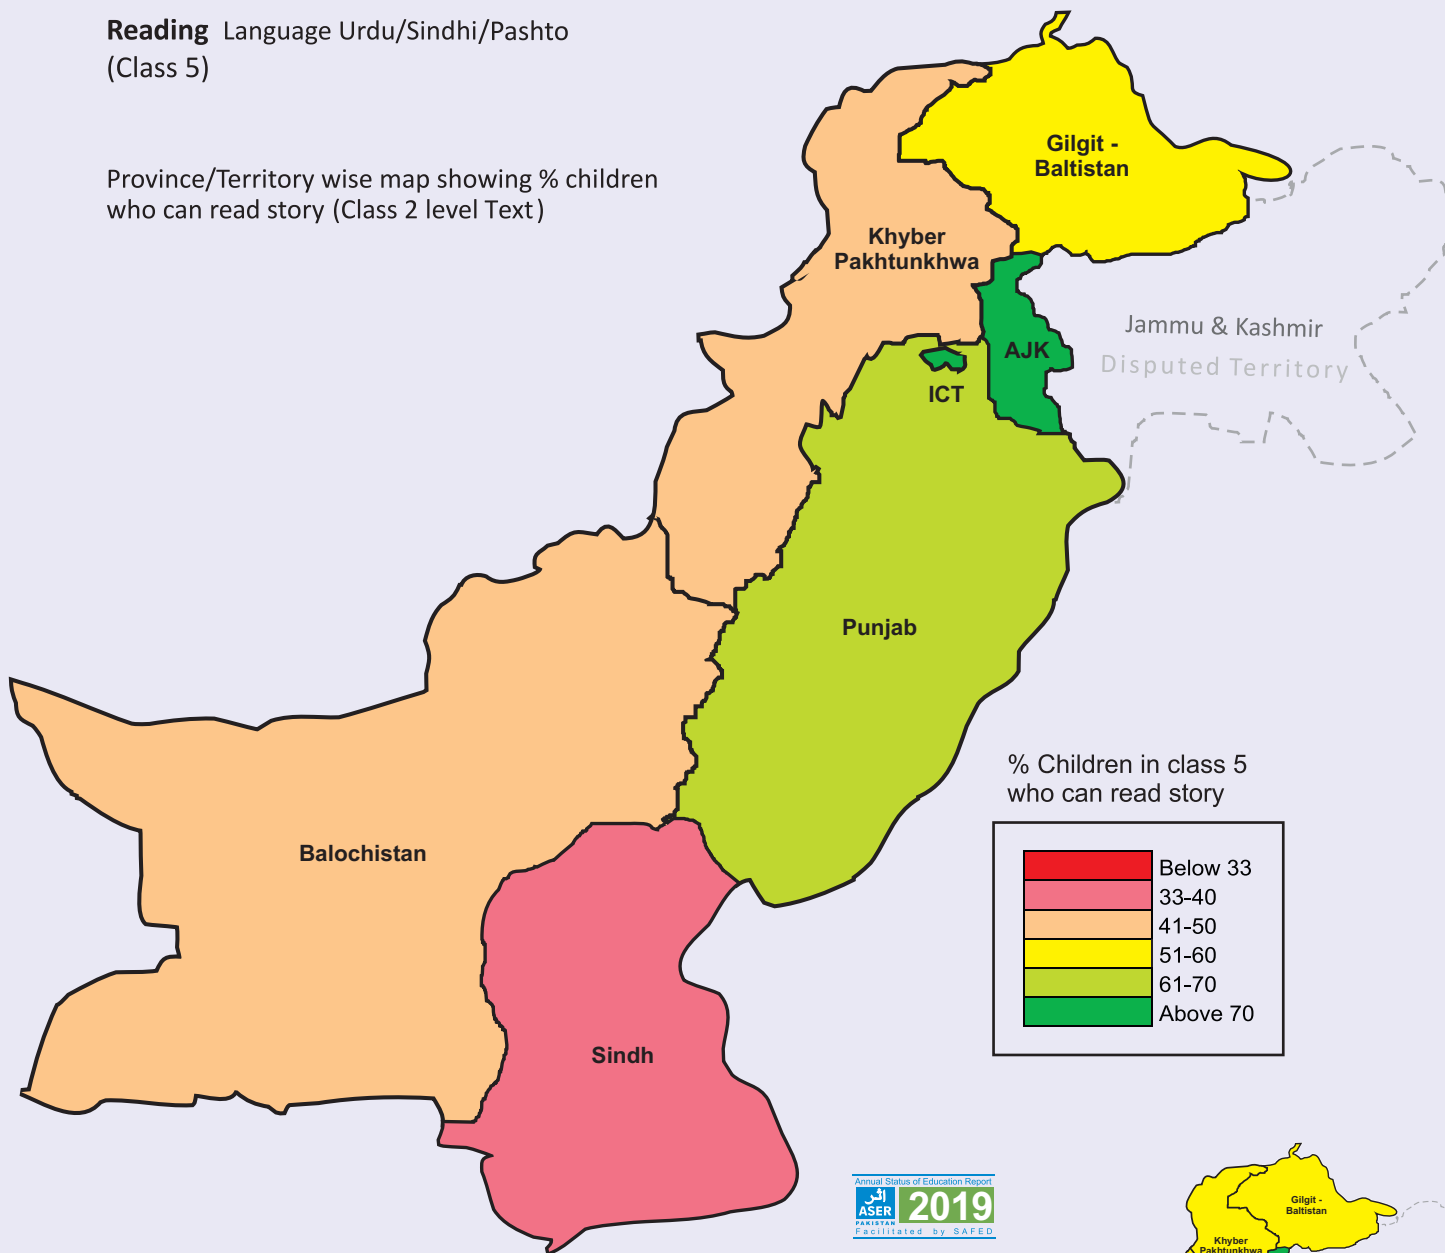 Reading Language Urdu/Sindhi/Pashto
(Class 5)
Province/Territory wise map showing % children
who can read story (Class 2 level Text)
Gilgit -
Baltistan
Khyber
Pakhtunkhwa
Jammu & Kashmir
Disputed Territory
AJK
ICT
Punjab
Balochistan
Sindh
% Children in class 5
who can read story
Below 33
33-40
41-50
51-60
61-70
Above 70
Annual Status of Education Report
اثر
ASER
PAKISTAN
2019
Facilitated by SAFED
Gilgit -
Baltistan
Khyber
Pakhtunkhwa